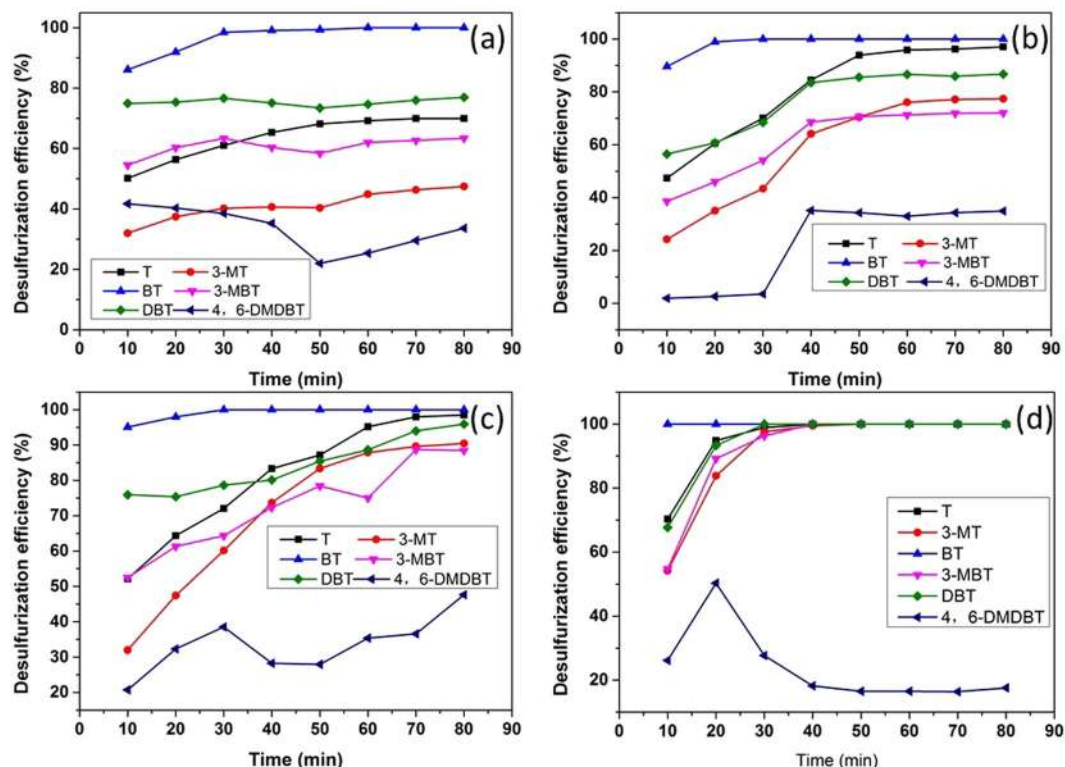 (a)
Desulfurization efficiency (%)
100
80
60
40
20
0
T 3-MT
BT 3-MBT
DBT 4，6-DMDBT
0 10 20 30 40 50 60 70 80 90
Time (min)
(b)
Desulfurization efficiency (%)
100
80
60
40
20
0
T 3-MT
BT 3-MBT
DBT 4，6-DMDBT
0 10 20 30 40 50 60 70 80 90
Time (min)
(c)
Desulfurization efficiency (%)
100
90
80
70
60
50
40
30
20
T 3-MT
BT 3-MBT
DBT 4，6-DMDBT
0 10 20 30 40 50 60 70 80 90
Time (min)
(d)
Desulfurization efficiency (%)
100
80
60
40
20
T
3-MT
BT
3-MBT
DBT
4，6-DMDBT
0 10 20 30 40 50 60 70 80 90
Time (min)